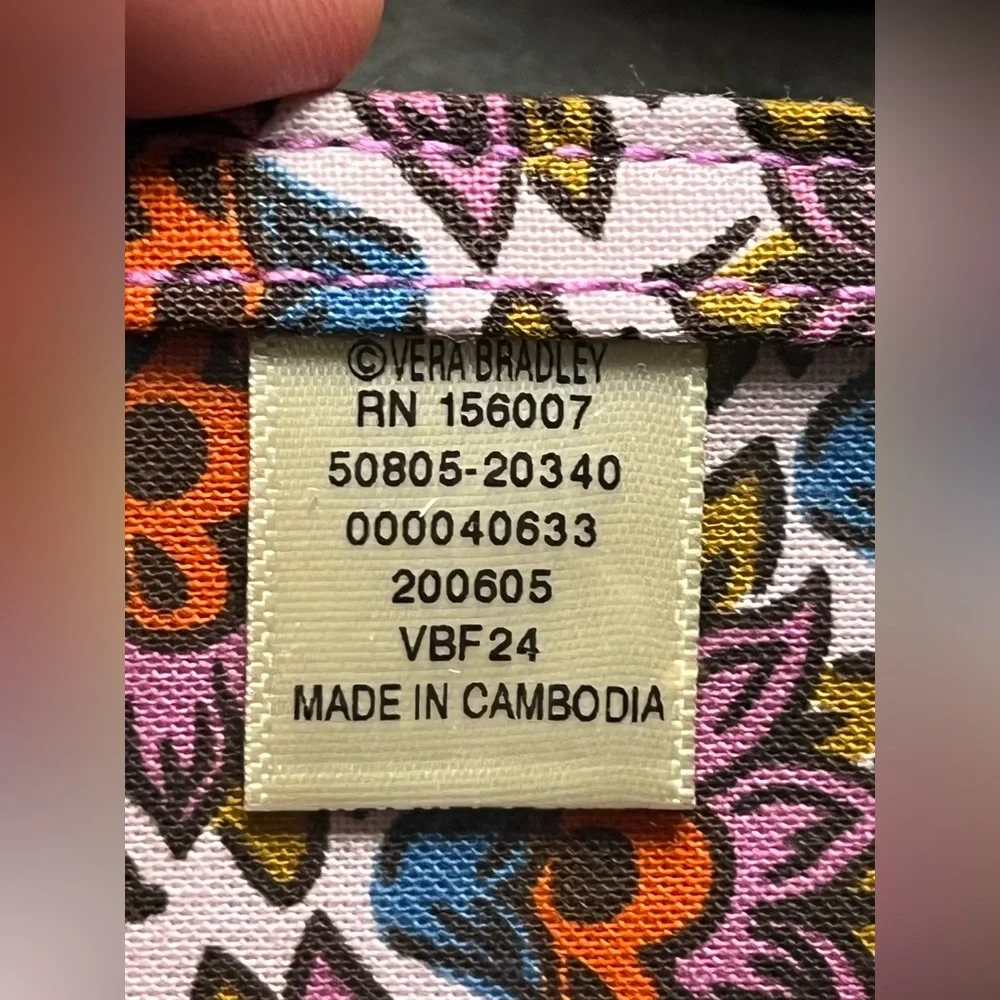 ©VERA BRADLEY
RN 156007
50805-20340
000040633
200605
VBF24
MADE IN CAMBODIA